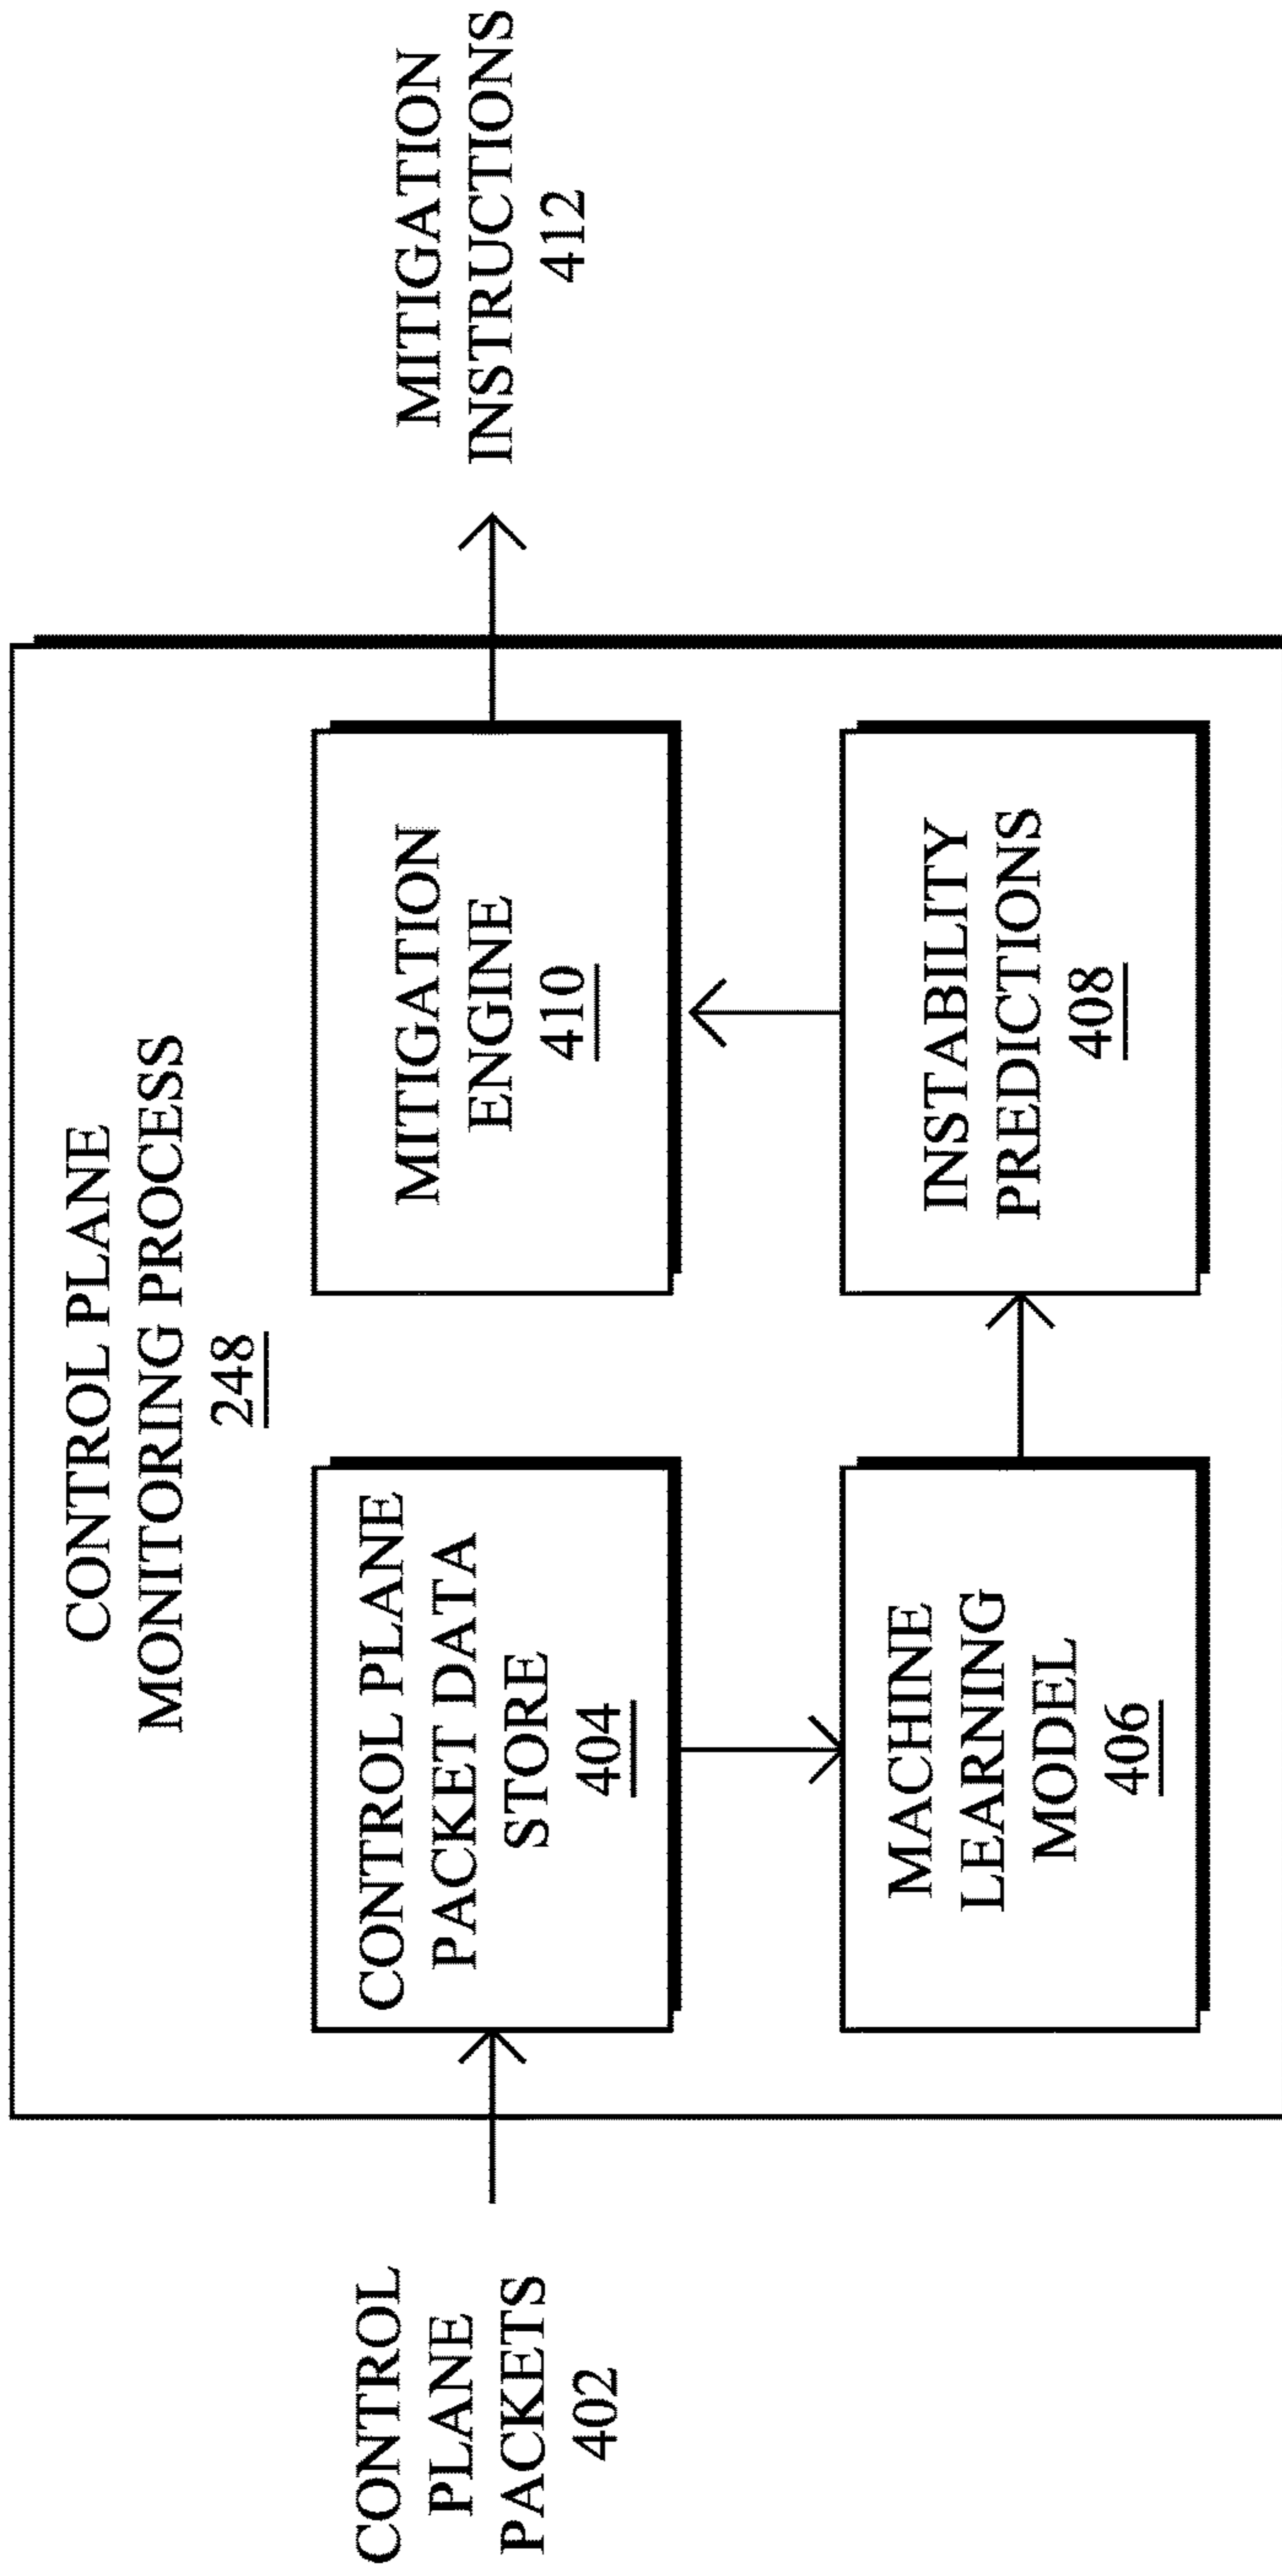 CONTROL PLANE
MONITORING PROCESS
248
CONTROL
PLANE
PACKETS
402
CONTROL PLANE
PACKET DATA
STORE
404
MACHINE
LEARNING
MODEL
406
INSTABILITY
PREDICTIONS
408
MITIGATION
ENGINE
410
MITIGATION
INSTRUCTIONS
412